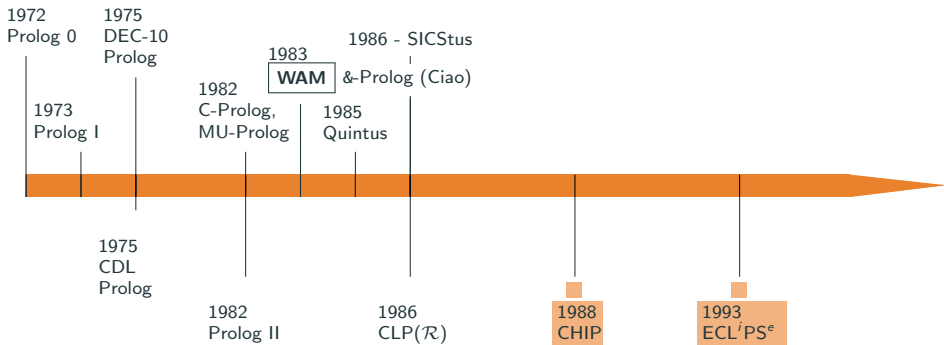 1972
Prolog 0
1973
Prolog I
1975
DEC-10
Prolog
1982
C-Prolog,
MU-Prolog
1983
WAM
1985
Quintus
1986 - SICStus
&-Prolog (Ciao)
1975
CDL
Prolog
1982
Prolog II
1986
CLP(ℛ)
1988
CHIP
1993
ECLⁱPSᵉ